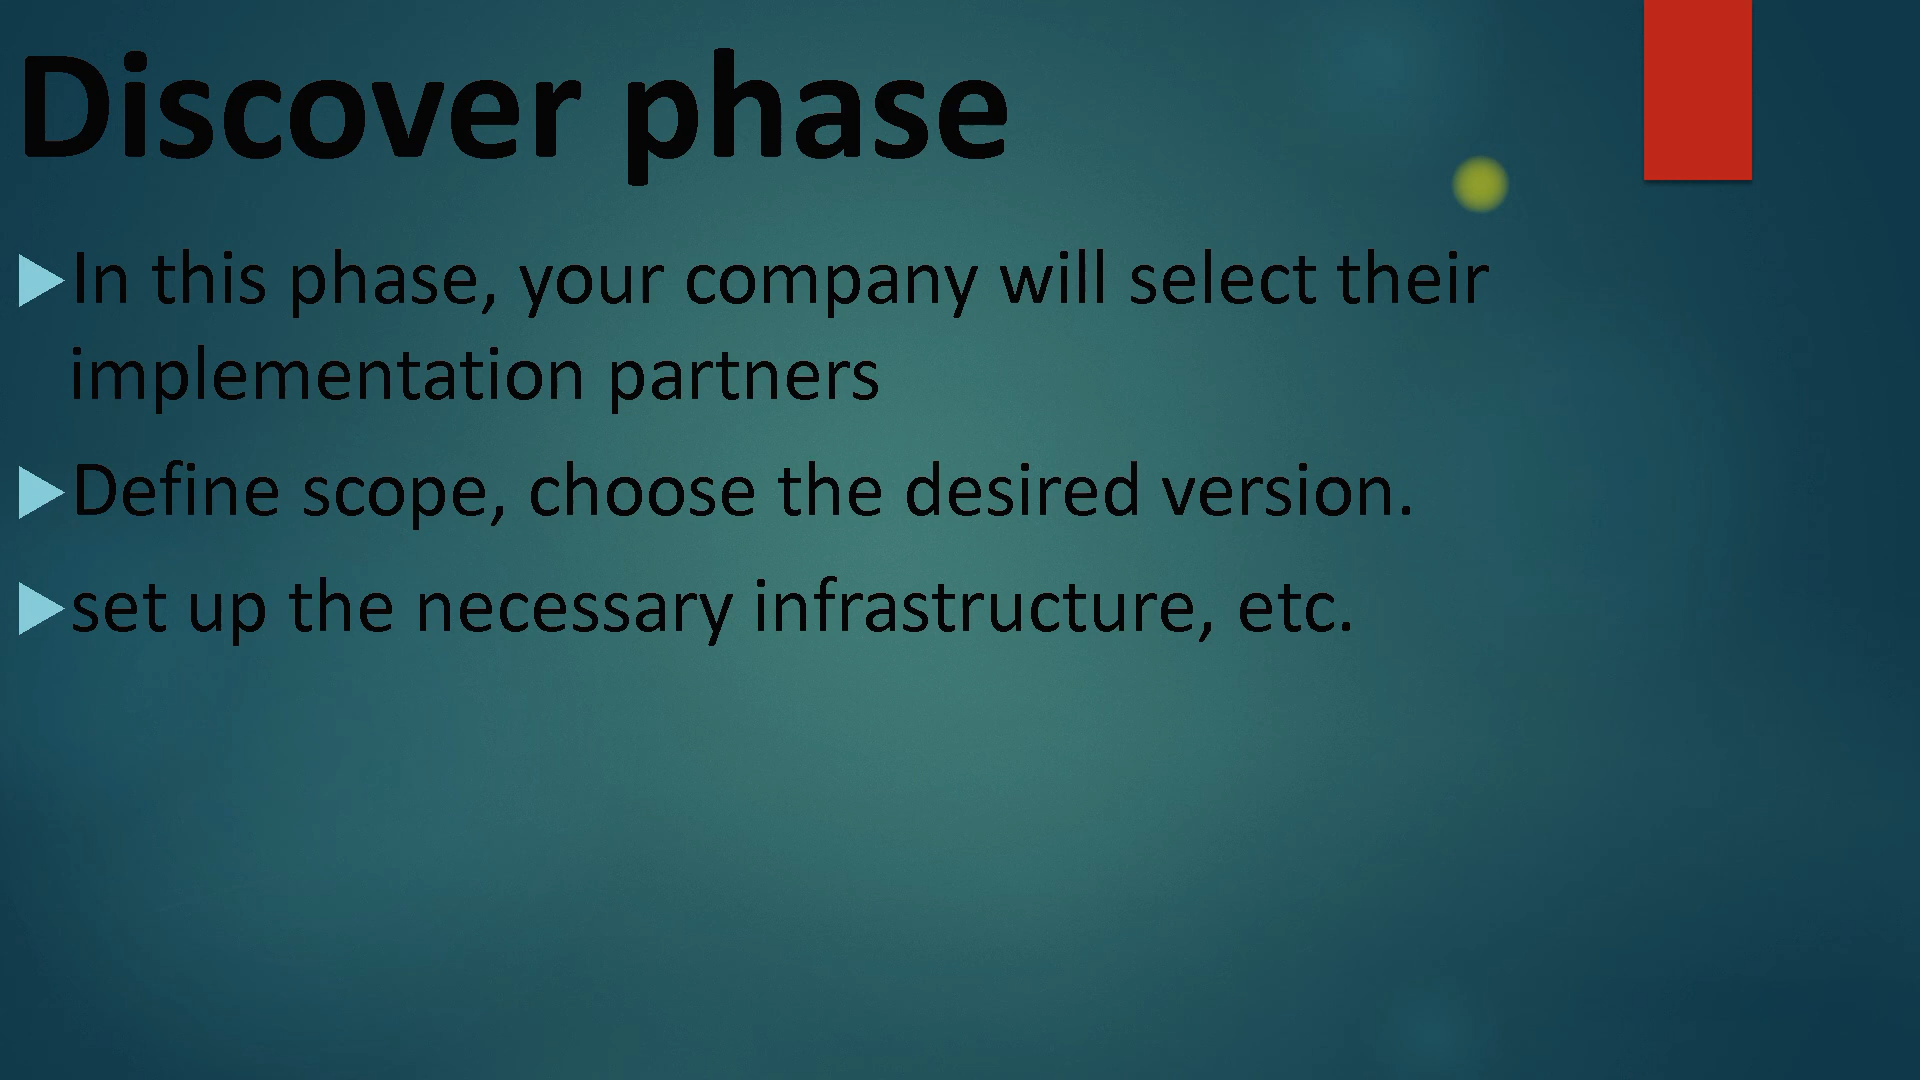 Discover phase
In this phase, your company will select their
implementation partners
Define scope, choose the desired version.
set up the necessary infrastructure, etc.